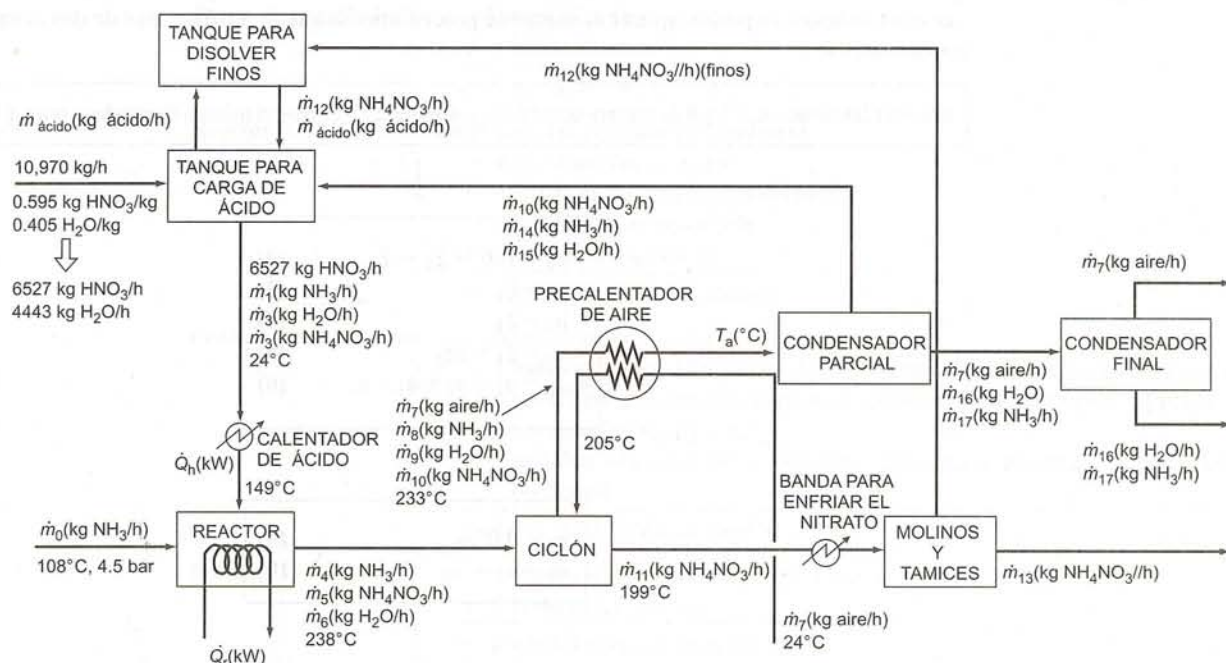 TANQUE PARA
DISOLVER
FINOS
ṁ12(kg NH4NO3//h)(finos)
ṁ ácido(kg ácido/h)
ṁ12(kg NH4NO3/h)
ṁ ácido(kg ácido/h)
10,970 kg/h
0.595 kg HNO3/kg
0.405 H2O/kg
6527 kg HNO3/h
4443 kg H2O/h
TANQUE PARA
CARGA DE
ÁCIDO
ṁ10(kg NH4NO3/h)
ṁ14(kg NH3/h)
ṁ15(kg H2O/h)
6527 kg HNO3/h
ṁ1(kg NH3/h)
ṁ3(kg H2O/h)
ṁ3(kg NH4NO3/h)
24°C
PRECALENTADOR
DE AIRE
Ta(°C)
CONDENSADOR
PARCIAL
ṁ7(kg aire/h)
CONDENSADOR
FINAL
ṁ7(kg aire/h)
ṁ16(kg H2O)
ṁ17(kg NH3/h)
ṁ16(kg H2O/h)
ṁ17(kg NH3/h)
ṁ7(kg aire/h)
ṁ8(kg NH3/h)
ṁ9(kg H2O/h)
ṁ10(kg NH4NO3/h)
233°C
205°C
CALENTADOR
DE ÁCIDO
Q̇h(kW)
149°C
BANDA PARA
ENFRIAR EL
NITRATO
ṁ0(kg NH3/h)
108°C, 4.5 bar
REACTOR
Q̇r(kW)
ṁ4(kg NH3/h)
ṁ5(kg NH4NO3/h)
ṁ6(kg H2O/h)
238°C
CICLÓN
ṁ11(kg NH4NO3/h)
199°C
ṁ7(kg aire/h)
24°C
MOLINOS
Y
TAMICES
ṁ13(kg NH4NO3//h)